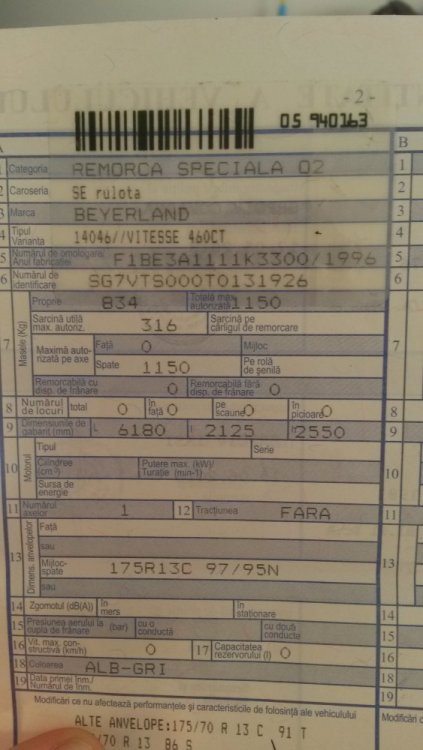 - 2 -
05 940163
B
1 Categoria REMORCA SPECIALA O2 1
2 Caroseria SE rulota 2
3 Marca BEYERLAND 3
4 Tipul Varianta 14046//VITESSE 460CT 4
5 Numărul de omologare/ Anul fabricației F1BE3A1111K3300/1996 5
6 Numărul de identificare SG7VTS000T0131926 6
7 Masele (Kg) Proprie 834 Totală max. autorizată 1150 7
Sarcină utilă max. autoriz. 316 Sarcină pe cârligul de remorcare
Maximă autorizată pe axe Față 0 Mijloc
Spate 1150 Pe rolă de șenilă
Remorcabilă cu disp. de frânare 0 Remorcabilă fără disp. de frânare 0
8 Numărul de locuri total 0 în față 0 pe scaune 0 în picioare 0 8
9 Dimensiunile de gabarit (mm) L 6180 l 2125 2550 9
10 Motorul Tipul Serie 10
Cilindree (cm³) Putere max. (kW)/ Turație (min-1)
Sursa de energie
11 Numărul axelor 1 12 Tracțiunea FARA 11
13 Dimens. anvelopelor Față 13
sau
Mijloc-spate 175R13C 97/95N
sau
14 Zgomotul (dB(A)) în mers în staționare 14
15 Presiunea aerului la cupla de frânare (bar) cu o conductă cu două conducte 15
16 Vit. max. constructivă (km/h) 0 17 Capacitatea rezervorului (l) 0 16
18 Culoarea ALB-GRI 18
19 Data primei înm./ Numărul de înm. 19
Modificări ce nu afectează performanțele și caracteristicile de folosință ale vehiculului
ALTE ANVELOPE:175/70 R 13 C 91 T
/70 R 13 86 S